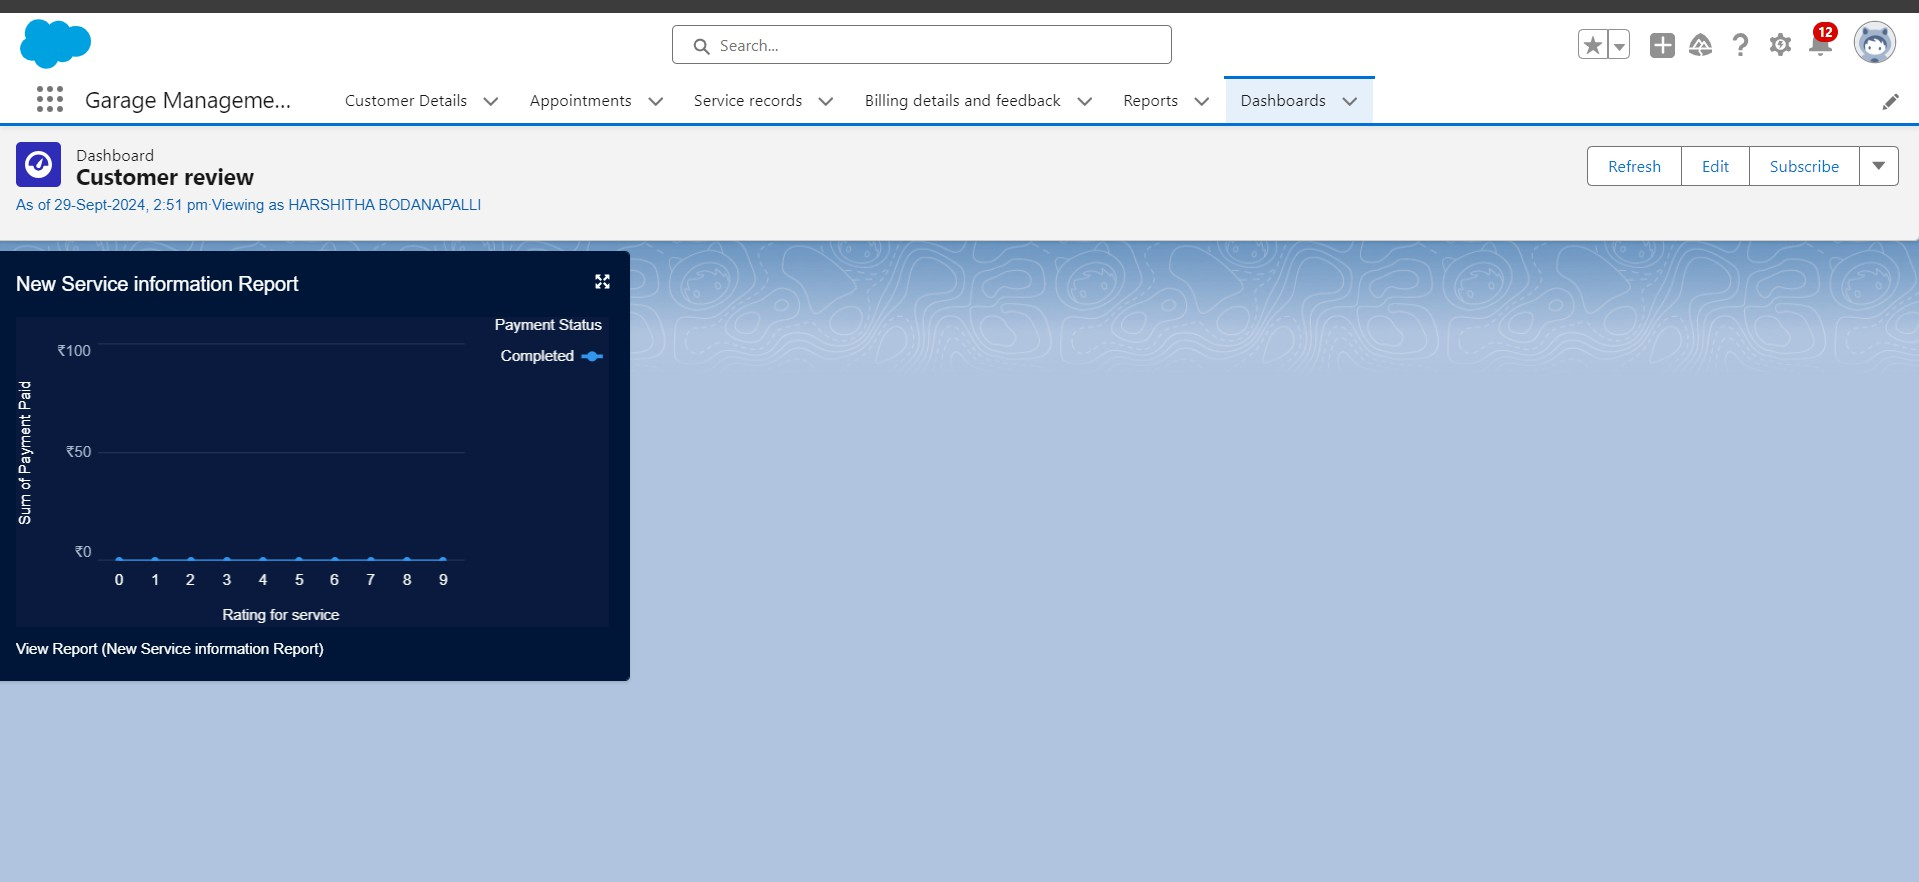 Search...
12
Garage Manageme...
Customer Details
Appointments
Service records
Billing details and feedback
Reports
Dashboards
Dashboard
Customer review
As of 29-Sept-2024, 2:51 pm·Viewing as HARSHITHA BODANAPALLI
Refresh
Edit
Subscribe
New Service information Report
Payment Status
Completed
₹100
₹50
₹0
Sum of Payment Paid
0 1 2 3 4 5 6 7 8 9
Rating for service
View Report (New Service information Report)